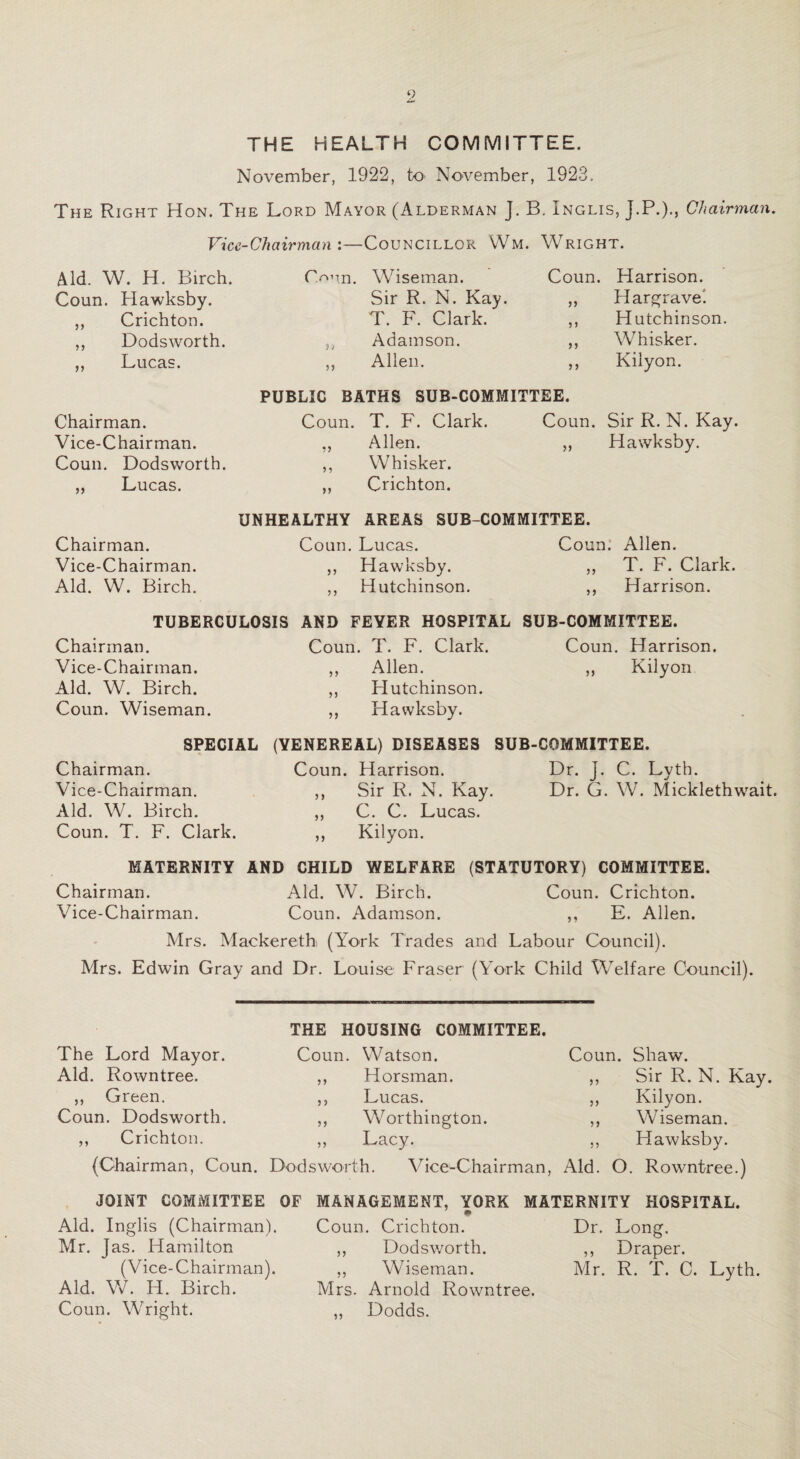 2
THE HEALTH COMMITTEE.
November, 1922, to November, 1923.
The Right Hon. The Lord Mayor (Alderman J. B. Inglis, J.P.)., Chairman.
Vice-Chairman :—Councillor Wm. Wright.
Ald. W. H. Birch. Coun. Wiseman. Coun. Harrison.
Coun. Hawksby. Sir R. N. Kay. ,, Hargrave.
,, Crichton. T. F. Clark. ,, Hutchinson.
,, Dodsworth. ,, Adamson. ,, Whisker.
,, Lucas. ,, Allen. ,, Kilyon.
PUBLIC BATHS SUB-COMMITTEE.
Chairman. Coun. T. F. Clark. Coun. Sir R. N. Kay.
Vice-Chairman. ,, Allen. ,, Hawksby.
Coun. Dodsworth. ,, Whisker.
,, Lucas. ,, Crichton.
UNHEALTHY AREAS SUB-COMMITTEE.
Chairman. Coun. Lucas. Coun. Allen.
Vice-Chairman. ,, Hawksby. ,, T. F. Clark.
Ald. W. Birch. ,, Hutchinson. ,, Harrison.
TUBERCULOSIS AND FEVER HOSPITAL SUB-COMMITTEE.
Chairman. Coun. T. F. Clark. Coun. Harrison.
Vice-Chairman. ,, Allen. ,, Kilyon
Ald. W. Birch. ,, Hutchinson.
Coun. Wiseman. ,, Hawksby.
SPECIAL (VENEREAL) DISEASES SUB-COMMITTEE.
Chairman. Coun. Harrison. Dr. J. C. Lyth.
Vice-Chairman. ,, Sir R. N. Kay. Dr. G. W. Micklethwait.
Ald. W. Birch. ,, C. C. Lucas.
Coun. T. F. Clark. ,, Kilyon.
MATERNITY AND CHILD WELFARE (STATUTORY) COMMITTEE.
Chairman. Ald. W. Birch. Coun. Crichton.
Vice-Chairman. Coun. Adamson. ,, E. Allen.
Mrs. Mackereth (York Trades and Labour Council).
Mrs. Edwin Gray and Dr. Louise Fraser (York Child Welfare Council).
THE HOUSING COMMITTEE.
The Lord Mayor. Coun. Watson. Coun. Shaw.
Ald. Rowntree. ,, Horsman. ,, Sir R. N. Kay.
,, Green. ,, Lucas. ,, Kilyon.
Coun. Dodsworth. ,, Worthington. ,, Wiseman.
,, Crichton. ,, Lacy. ,, Hawksby.
(Chairman, Coun. Dodsworth. Vice-Chairman, Ald. O. Rowntree.)
JOINT COMMITTEE OF MANAGEMENT, YORK MATERNITY HOSPITAL.
Ald. Inglis (Chairman). Coun. Crichton. Dr. Long.
Mr. Jas. Hamilton ,, Dodsworth. ,, Draper.
(Vice-Chairman). ,, Wiseman. Mr. R. T. C. Lyth.
Ald. W. H. Birch. Mrs. Arnold Rowntree.
Coun. Wright. ,, Dodds.